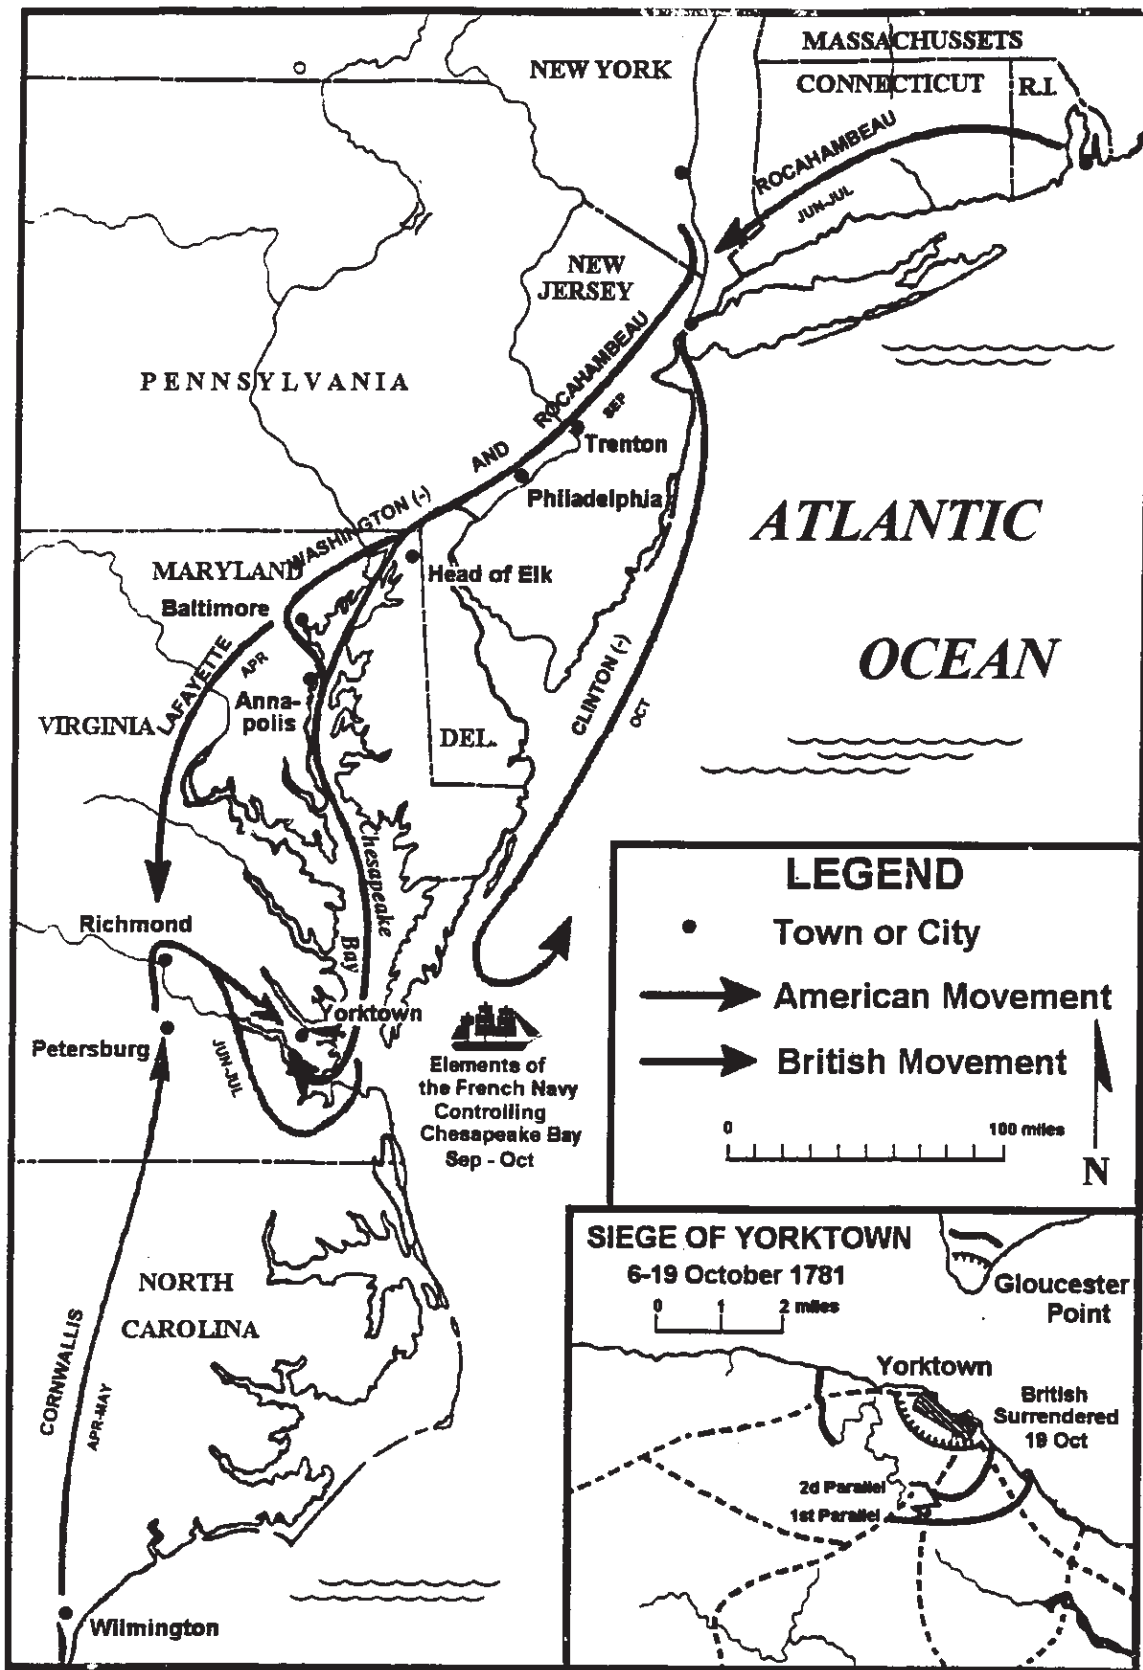 MASSACHUSSETS
NEW YORK
CONNECTICUT
R.I.
ROCAHAMBEAU
JUN-JUL
NEW
JERSEY
PENNSYLVANIA
WASHINGTON (-) AND ROCAHAMBEAU
SEP
Trenton
Philadelphia
ATLANTIC
OCEAN
MARYLAND
Head of Elk
Baltimore
LAFAYETTE
APR
Anna-
polis
VIRGINIA
DEL.
CLINTON (-)
OCT
Chesapeake
Bay
Richmond
Yorktown
Petersburg
JUN-JUL
Elements of
the French Navy
Controlling
Chesapeake Bay
Sep - Oct
LEGEND
Town or City
American Movement
British Movement
0 100 miles
N
NORTH
CAROLINA
CORNWALLIS
APR-MAY
Wilmington
SIEGE OF YORKTOWN
6-19 October 1781
0 1 2 miles
Gloucester
Point
Yorktown
British
Surrendered
19 Oct
2d Parallel
1st Parallel